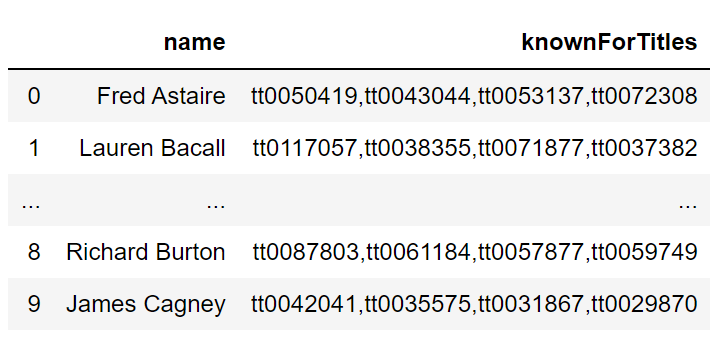 name knownForTitles
0 Fred Astaire tt0050419,tt0043044,tt0053137,tt0072308
1 Lauren Bacall tt0117057,tt0038355,tt0071877,tt0037382
... ... ...
8 Richard Burton tt0087803,tt0061184,tt0057877,tt0059749
9 James Cagney tt0042041,tt0035575,tt0031867,tt0029870